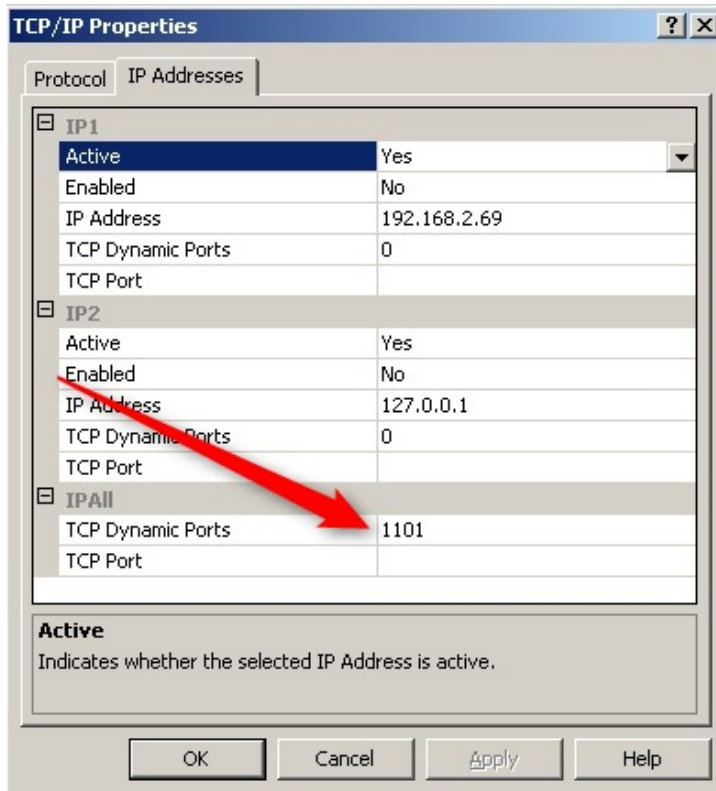 TCP/IP Properties
Protocol IP Addresses
IP1
Active Yes
Enabled No
IP Address 192.168.2.69
TCP Dynamic Ports 0
TCP Port
IP2
Active Yes
Enabled No
IP Address 127.0.0.1
TCP Dynamic Ports 0
TCP Port
IPAll
TCP Dynamic Ports 1101
TCP Port
Active
Indicates whether the selected IP Address is active.
OK Cancel Apply Help